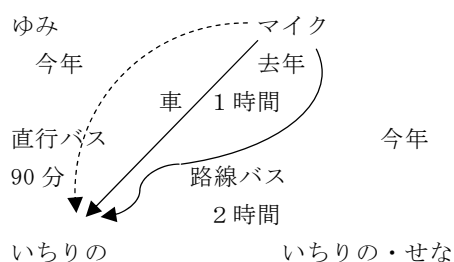 ゆみ マイク
今年 去年
車 1時間
直行バス 今年
90分 路線バス
2時間
いちりの いちりの・せな